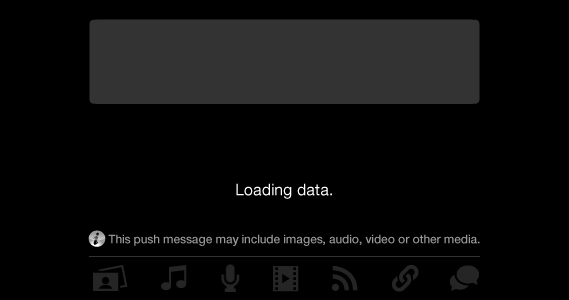 Loading data.
This push message may include images, audio, video or other media.